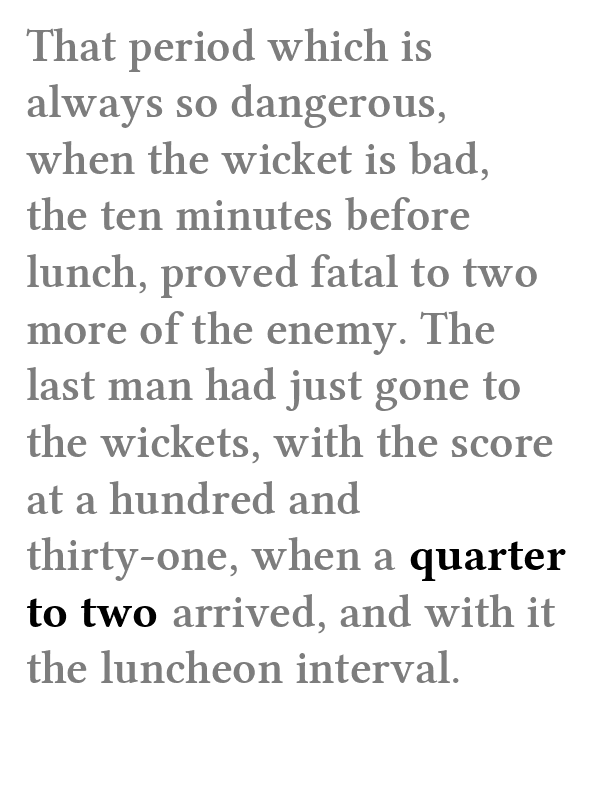 That period which is
always so dangerous,
when the wicket is bad,
the ten minutes before
lunch, proved fatal to two
more of the enemy. The
last man had just gone to
the wickets, with the score
at a hundred and
thirty-one, when a quarter
to two arrived, and with it
the luncheon interval.